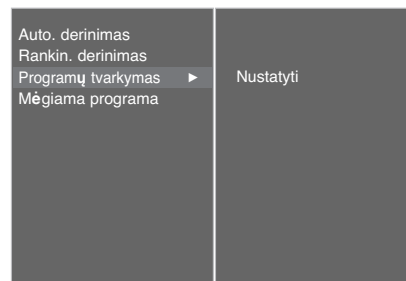 Auto. derinimas
Rankin. derinimas
Programų tvarkymas ► Nustatyti
Mėgiama programa